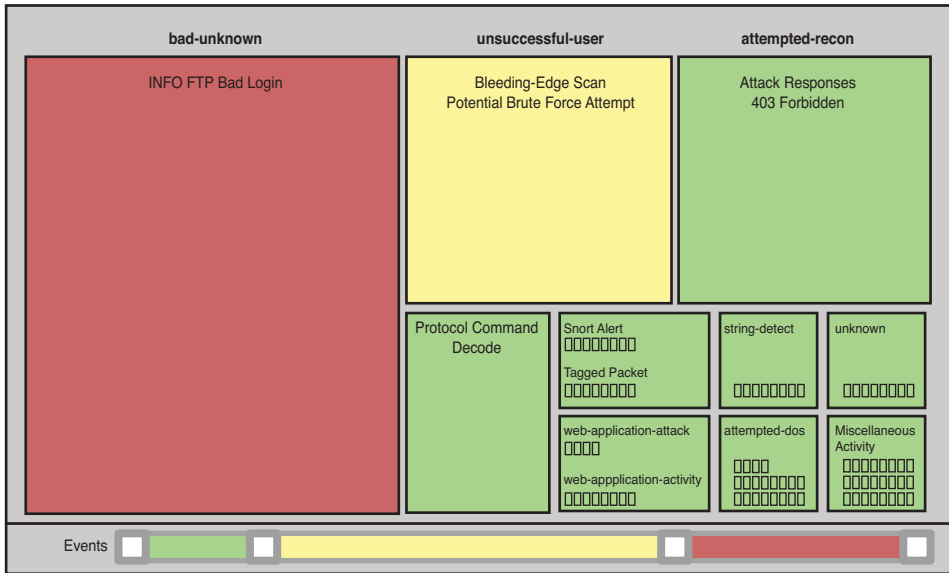 bad-unknown
unsuccessful-user
attempted-recon
INFO FTP Bad Login
Bleeding-Edge Scan
Potential Brute Force Attempt
Attack Responses
403 Forbidden
Protocol Command
Decode
Snort Alert
Tagged Packet
string-detect
unknown
web-application-attack
web-appplication-activity
attempted-dos
Miscellaneous
Activity
Events